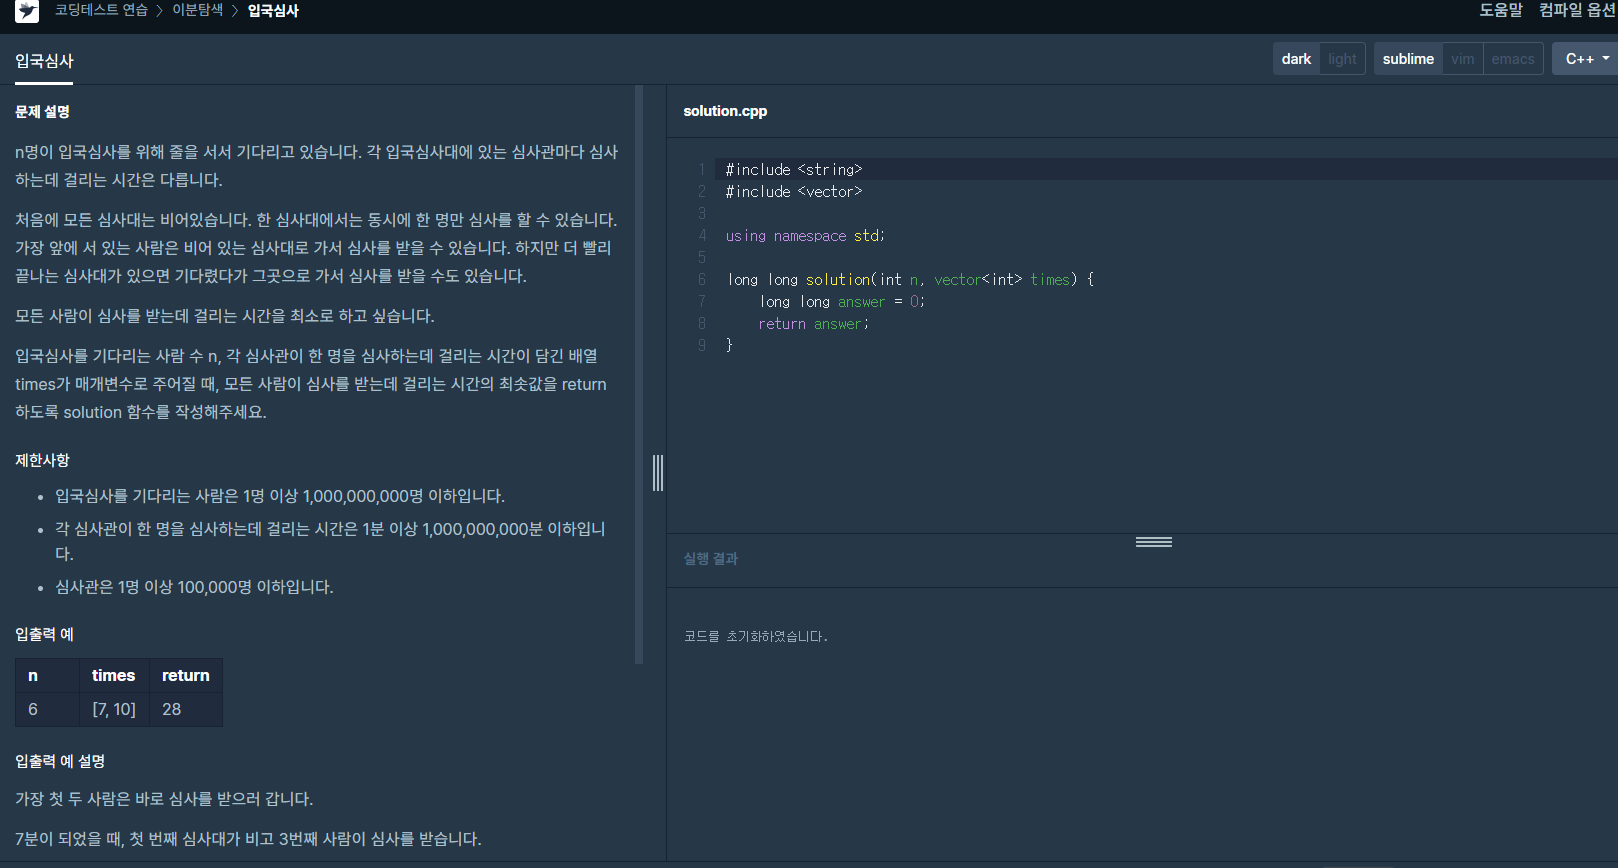 코딩테스트 연습 > 이분탐색 > 입국심사
도움말 컴파일 옵션
입국심사
dark light sublime vim emacs C++
문제 설명
n명이 입국심사를 위해 줄을 서서 기다리고 있습니다. 각 입국심사대에 있는 심사관마다 심사
하는데 걸리는 시간은 다릅니다.
처음에 모든 심사대는 비어있습니다. 한 심사대에서는 동시에 한 명만 심사를 할 수 있습니다.
가장 앞에 서 있는 사람은 비어 있는 심사대로 가서 심사를 받을 수 있습니다. 하지만 더 빨리
끝나는 심사대가 있으면 기다렸다가 그곳으로 가서 심사를 받을 수도 있습니다.
모든 사람이 심사를 받는데 걸리는 시간을 최소로 하고 싶습니다.
입국심사를 기다리는 사람 수 n, 각 심사관이 한 명을 심사하는데 걸리는 시간이 담긴 배열
times가 매개변수로 주어질 때, 모든 사람이 심사를 받는데 걸리는 시간의 최솟값을 return
하도록 solution 함수를 작성해주세요.
제한사항
• 입국심사를 기다리는 사람은 1명 이상 1,000,000,000명 이하입니다.
• 각 심사관이 한 명을 심사하는데 걸리는 시간은 1분 이상 1,000,000,000분 이하입니
다.
• 심사관은 1명 이상 100,000명 이하입니다.
입출력 예
n times return
6 [7, 10] 28
입출력 예 설명
가장 첫 두 사람은 바로 심사를 받으러 갑니다.
7분이 되었을 때, 첫 번째 심사대가 비고 3번째 사람이 심사를 받습니다.
solution.cpp
1 #include <string>
2 #include <vector>
3
4 using namespace std;
5
6 long long solution(int n, vector<int> times) {
7     long long answer = 0;
8     return answer;
9 }
실행 결과
코드를 초기화하였습니다.